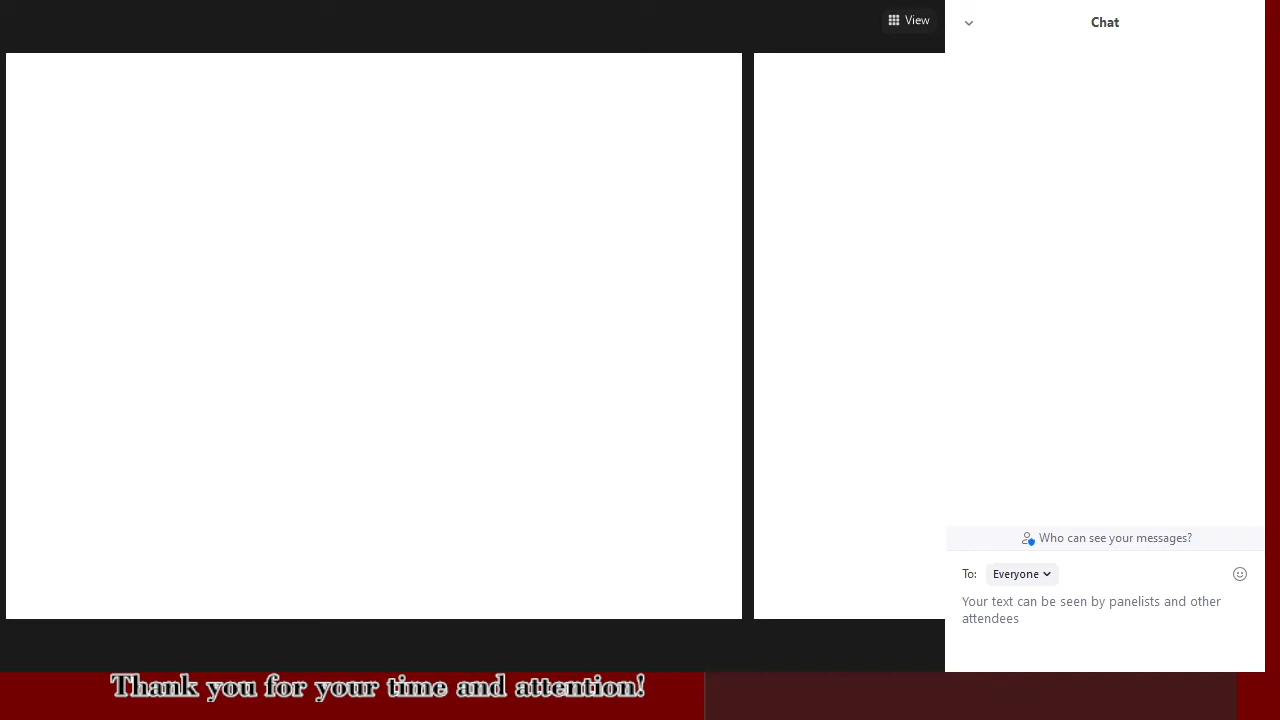 View
Chat
Who can see your messages?
To: Everyone
Your text can be seen by panelists and other
attendees
Thank you for your time and attention!